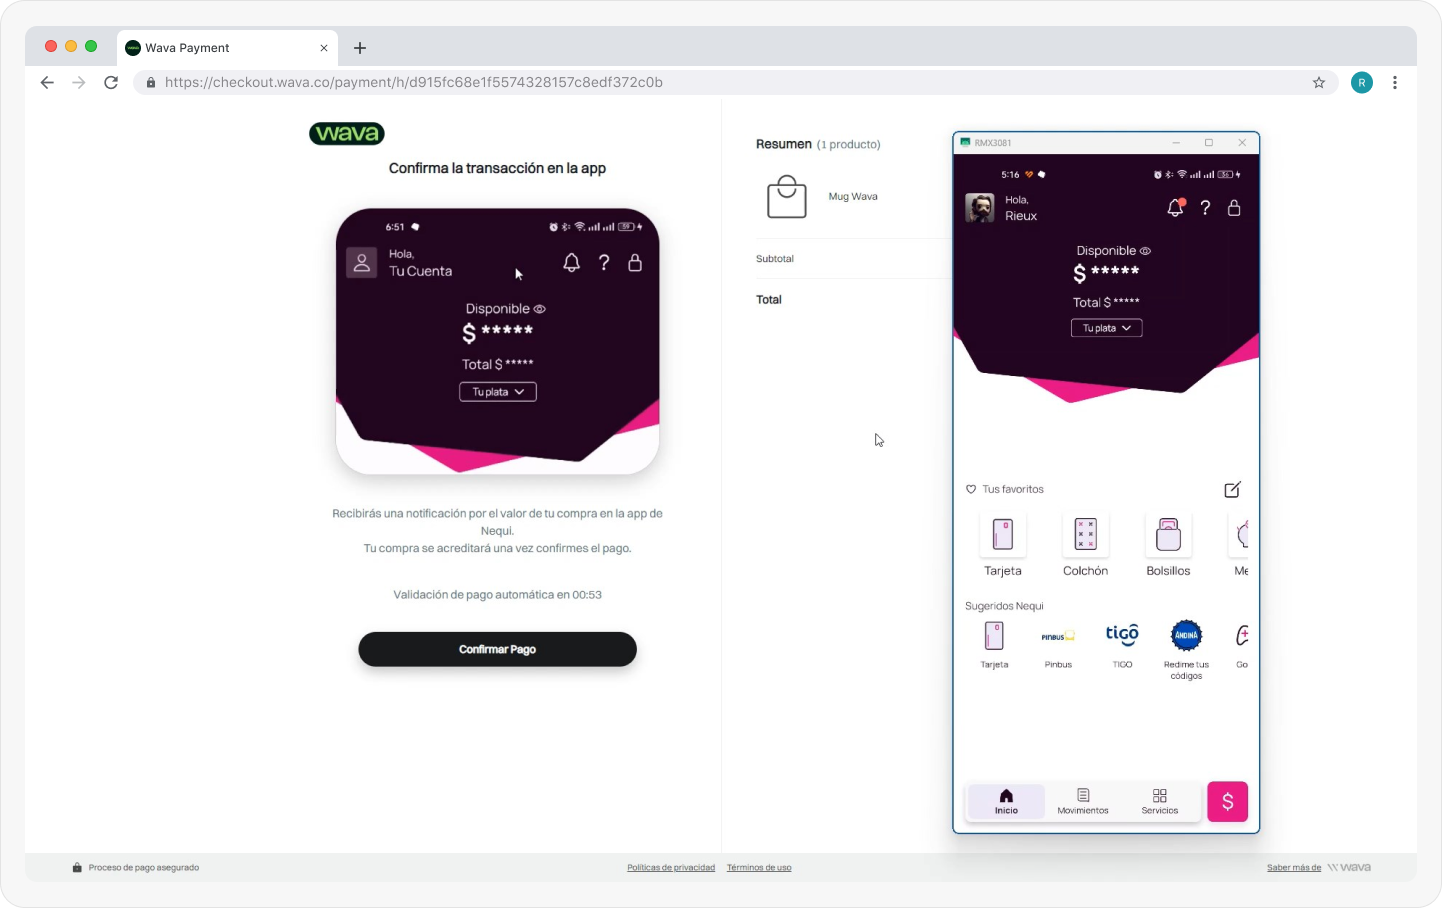 Wava Payment
https://checkout.wava.co/payment/h/d915fc68e1f5574328157c8edf372c0b
R
wava
Confirma la transacción en la app
6:51
59
Hola,
Tu Cuenta
Disponible
$ *****
Total $ *****
Tu plata
Recibirás una notificación por el valor de tu compra en la app de
Nequi.
Tu compra se acreditará una vez confirmes el pago.
Validación de pago automática en 00:53
Confirmar Pago
Resumen (1 producto)
Mug Wava
Subtotal
Total
RMX3081
5:16
Hola,
Rieux
Disponible
$ *****
Total $ *****
Tu plata
Tus favoritos
Tarjeta Colchón Bolsillos Me
Sugeridos Nequi
PINBUS tigo ANDINA
Tarjeta Pinbus TIGO Redime tus Go
códigos
Inicio Movimientos Servicios $
Proceso de pago asegurado
Políticas de privacidad Términos de uso
Saber más de wava